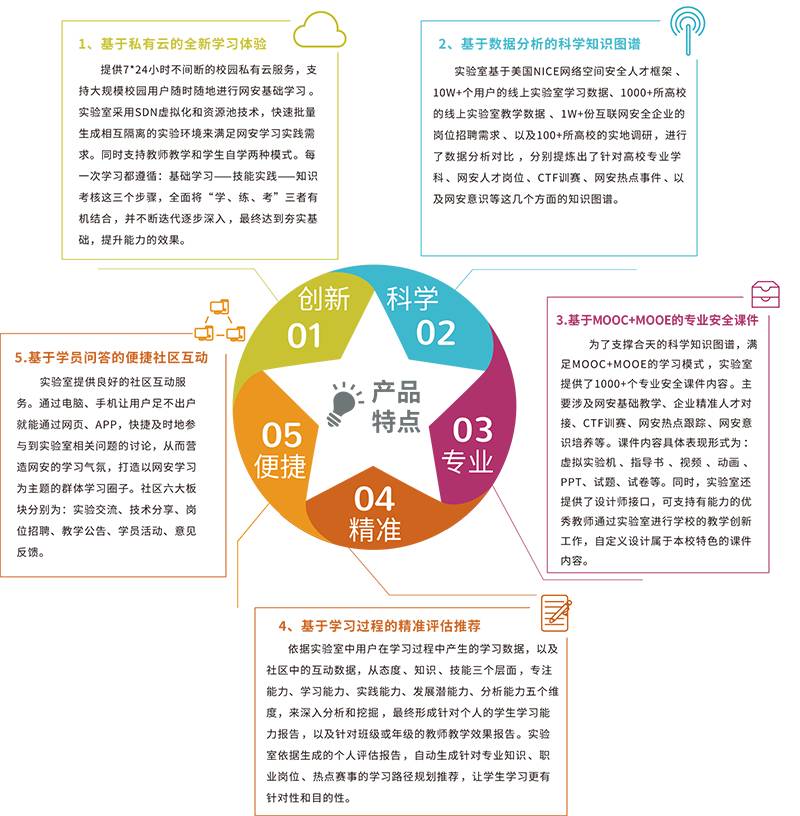 1、基于私有云的全新学习体验
提供7*24小时不间断的校园私有云服务，支
持大规模校园用户随时随地进行网安基础学习。
实验室采用SDN虚拟化和资源池技术，快速批量
生成相互隔离的实验环境来满足网安学习实践需
求。同时支持教师教学和学生自学两种模式。每
一次学习都遵循：基础学习——技能实践——知识
考核这三个步骤，全面将“学、练、考”三者有
机结合，并不断迭代逐步深入，最终达到夯实基
础，提升能力的效果。
2、基于数据分析的科学知识图谱
实验室基于美国NICE网络空间安全人才框架、
10W+个用户的线上实验室学习数据、1000+所高校
的线上实验室教学数据、1W+份互联网安全企业的
岗位招聘需求、以及100+所高校的实地调研，进行
了数据分析对比，分别提炼出了针对高校专业学
科、网安人才岗位、CTF训赛、网安热点事件、以
及网安意识等这几个方面的知识图谱。
创新
01
科学
02
03
专业
04
精准
05
便捷
产品
特点
3.基于MOOC+MOOE的专业安全课件
为了支撑合天的科学知识图谱，满
足MOOC+MOOE的学习模式，实验室
提供了1000+个专业安全课件内容。主
要涉及网安基础教学、企业精准人才对
接、CTF训赛、网安热点跟踪、网安意
识培养等。课件内容具体表现形式为：
虚拟实验机、指导书、视频、动画、
PPT、试题、试卷等。同时，实验室还
提供了设计师接口，可支持有能力的优
秀教师通过实验室进行学校的教学创新
工作，自定义设计属于本校特色的课件
内容。
5.基于学员问答的便捷社区互动
实验室提供良好的社区互动服
务。通过电脑、手机让用户足不出户
就能通过网页、APP，快捷及时地参
与到实验室相关问题的讨论，从而营
造网安的学习气氛，打造以网安学习
为主题的群体学习圈子。社区六大板
块分别为：实验交流、技术分享、岗
位招聘、教学公告、学员活动、意见
反馈。
4、基于学习过程的精准评估推荐
依据实验室中用户在学习过程中产生的学习数据，以及
社区中的互动数据，从态度、知识、技能三个层面，专注
能力、学习能力、实践能力、发展潜能力、分析能力五个维
度，来深入分析和挖掘，最终形成针对个人的学生学习能
力报告，以及针对班级或年级的教师教学效果报告。实验
室依据生成的个人评估报告，自动生成针对专业知识、职
业岗位、热点赛事的学习路径规划推荐，让学生学习更有
针对性和目的性。